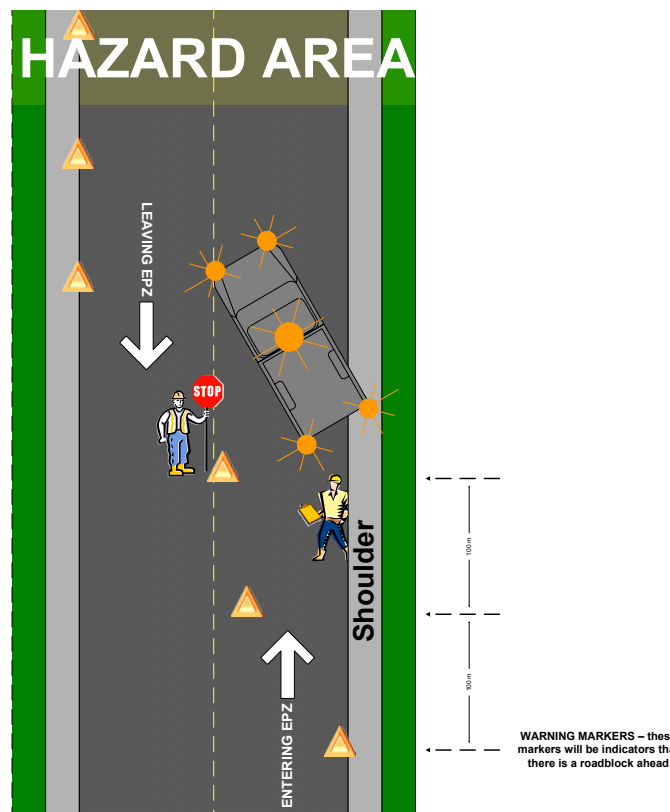 HAZARD AREA
LEAVING EPZ
STOP
Shoulder
100 m
100 m
ENTERING EPZ
WARNING MARKERS – thes
markers will be indicators tha
there is a roadblock ahead